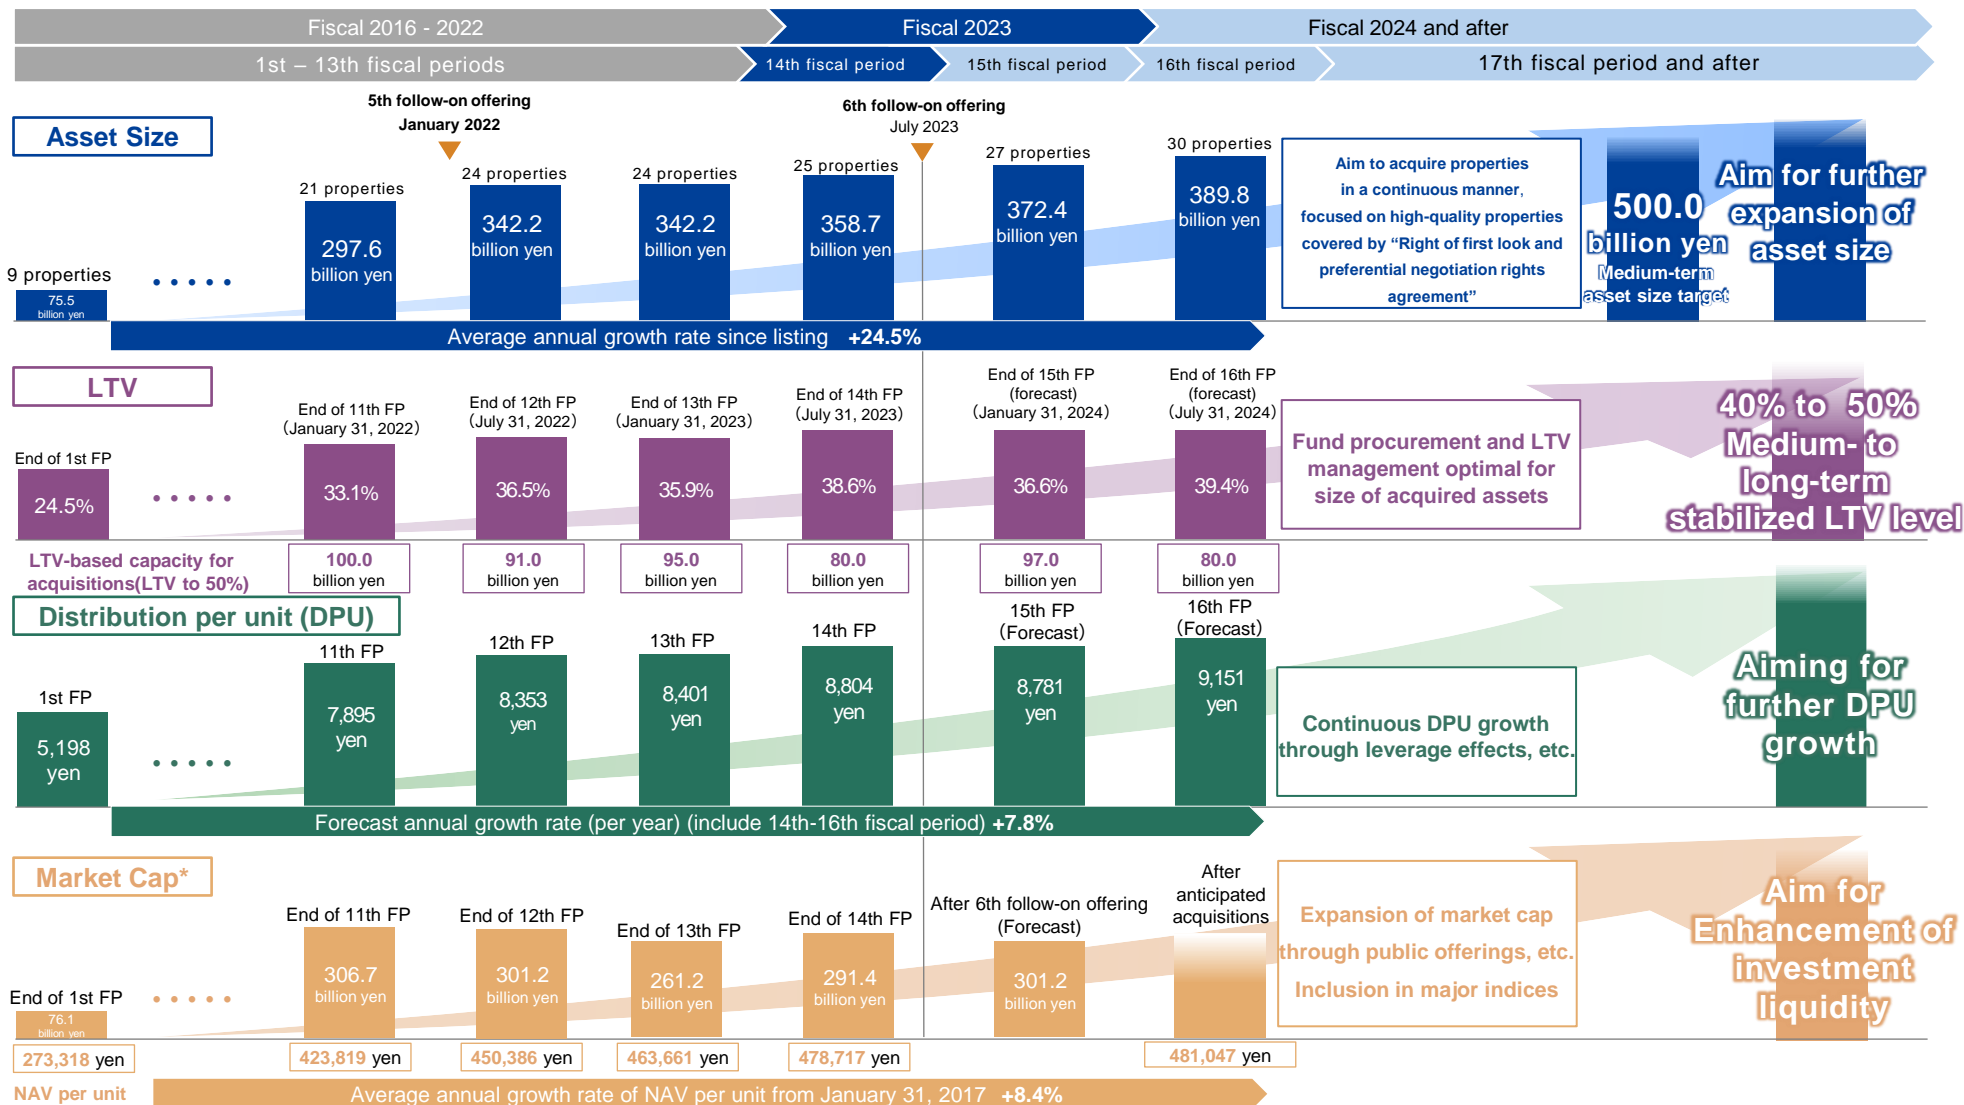 Fiscal 2016 - 2022
Fiscal 2023
Fiscal 2024 and after
1st – 13th fiscal periods
14th fiscal period
15th fiscal period
16th fiscal period
17th fiscal period and after
5th follow-on offering
January 2022
6th follow-on offering
July 2023
Asset Size
9 properties
75.5
billion yen
• • • • •
21 properties
297.6
billion yen
24 properties
342.2
billion yen
24 properties
342.2
billion yen
25 properties
358.7
billion yen
27 properties
372.4
billion yen
30 properties
389.8
billion yen
Aim to acquire properties
in a continuous manner,
focused on high-quality properties
covered by “Right of first look and
preferential negotiation rights
agreement”
500.0
billion yen
Medium-term
asset size target
Aim for further
expansion of
asset size
Average annual growth rate since listing +24.5%
LTV
End of 1st FP
24.5%
• • • • •
End of 11th FP
(January 31, 2022)
33.1%
End of 12th FP
(July 31, 2022)
36.5%
End of 13th FP
(January 31, 2023)
35.9%
End of 14th FP
(July 31, 2023)
38.6%
End of 15th FP
(forecast)
(January 31, 2024)
36.6%
End of 16th FP
(forecast)
(July 31, 2024)
39.4%
Fund procurement and LTV
management optimal for
size of acquired assets
40% to 50%
Medium- to
long-term
stabilized LTV level
LTV-based capacity for
acquisitions(LTV to 50%)
100.0
billion yen
91.0
billion yen
95.0
billion yen
80.0
billion yen
97.0
billion yen
80.0
billion yen
Distribution per unit (DPU)
1st FP
5,198
yen
• • • • •
11th FP
7,895
yen
12th FP
8,353
yen
13th FP
8,401
yen
14th FP
8,804
yen
15th FP
(Forecast)
8,781
yen
16th FP
(Forecast)
9,151
yen
Continuous DPU growth
through leverage effects, etc.
Aiming for
further DPU
growth
Forecast annual growth rate (per year) (include 14th-16th fiscal period) +7.8%
Market Cap*
End of 1st FP
76.1
billion yen
• • • • •
End of 11th FP
306.7
billion yen
End of 12th FP
301.2
billion yen
End of 13th FP
261.2
billion yen
End of 14th FP
291.4
billion yen
After 6th follow-on offering
(Forecast)
301.2
billion yen
After
anticipated
acquisitions
Expansion of market cap
through public offerings, etc.
Inclusion in major indices
Aim for
Enhancement of
investment
liquidity
273,318 yen
423,819 yen
450,386 yen
463,661 yen
478,717 yen
481,047 yen
NAV per unit
Average annual growth rate of NAV per unit from January 31, 2017 +8.4%